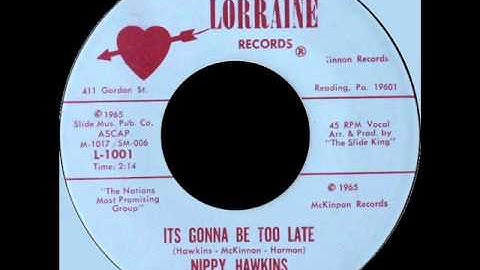 LORRAINE
RECORDS ®
411 Gordon St.
Kinnon Records
Reading, Pa. 19601
© 1965
Slide Mus. Pub. Co.
ASCAP
M-1017 / SM-006
L-1001
Time: 2:14
45 RPM Vocal
Arr. & Prod. by
"The Slide King"
"The Nations
Most Promising
Group"
© 1965
McKinnon Records
ITS GONNA BE TOO LATE
(Hawkins - McKinnon - Harmon)
NIPPY HAWKINS